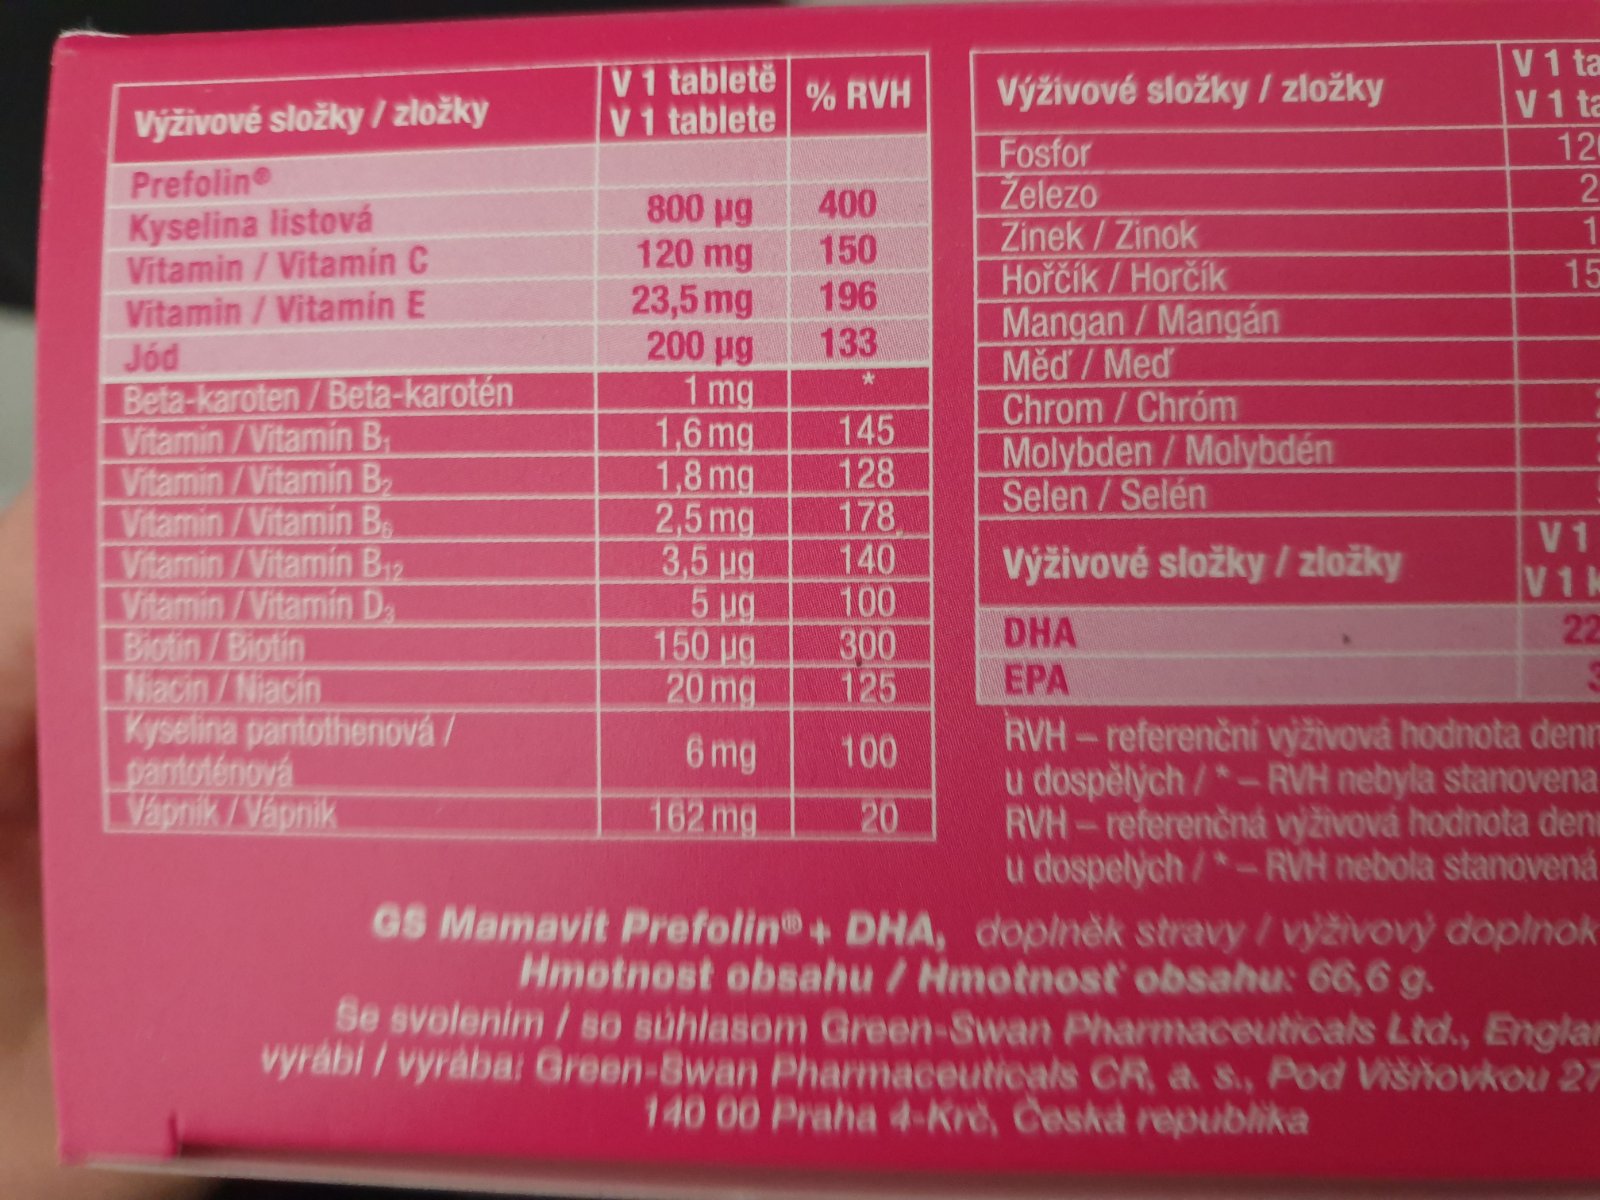 Výživové složky / zložky
V 1 tabletě
V 1 tablete
% RVH
Prefolin®
Kyselina listová 800 µg 400
Vitamin / Vitamín C 120 mg 150
Vitamin / Vitamín E 23,5 mg 196
Jód 200 µg 133
Beta-karoten / Beta-karotén 1 mg *
Vitamin / Vitamín B₁ 1,6 mg 145
Vitamin / Vitamín B₂ 1,8 mg 128
Vitamin / Vitamín B₆ 2,5 mg 178
Vitamin / Vitamín B₁₂ 3,5 µg 140
Vitamin / Vitamín D₃ 5 µg 100
Biotin / Biotín 150 µg 300
Niacin / Niacín 20 mg 125
Kyselina pantothenová /
pantoténová 6 mg 100
Vápník / Vápnik 162 mg 20
Výživové složky / zložky
V 1
V 1
Fosfor
Železo
Zinek / Zinok
Hořčík / Horčík
Mangan / Mangán
Měď / Meď
Chrom / Chróm
Molybden / Molybdén
Selen / Selén
Výživové složky / zložky
V 1
V 1
DHA
EPA
RVH – referenční výživová hodnota
u dospělých / * – RVH nebyla stanovena
RVH – referenčná výživová hodnota
u dospelých / * – RVH nebola stanovená
GS Mamavit Prefolin® + DHA, doplněk stravy / výživový doplnok
Hmotnost obsahu / Hmotnosť obsahu: 66,6 g.
Se svolením / so súhlasom Green-Swan Pharmaceuticals Ltd.,
vyrábí / vyrába: Green-Swan Pharmaceuticals CR, a. s., Pod Višňovkou 27
140 00 Praha 4-Krč, Česká republika